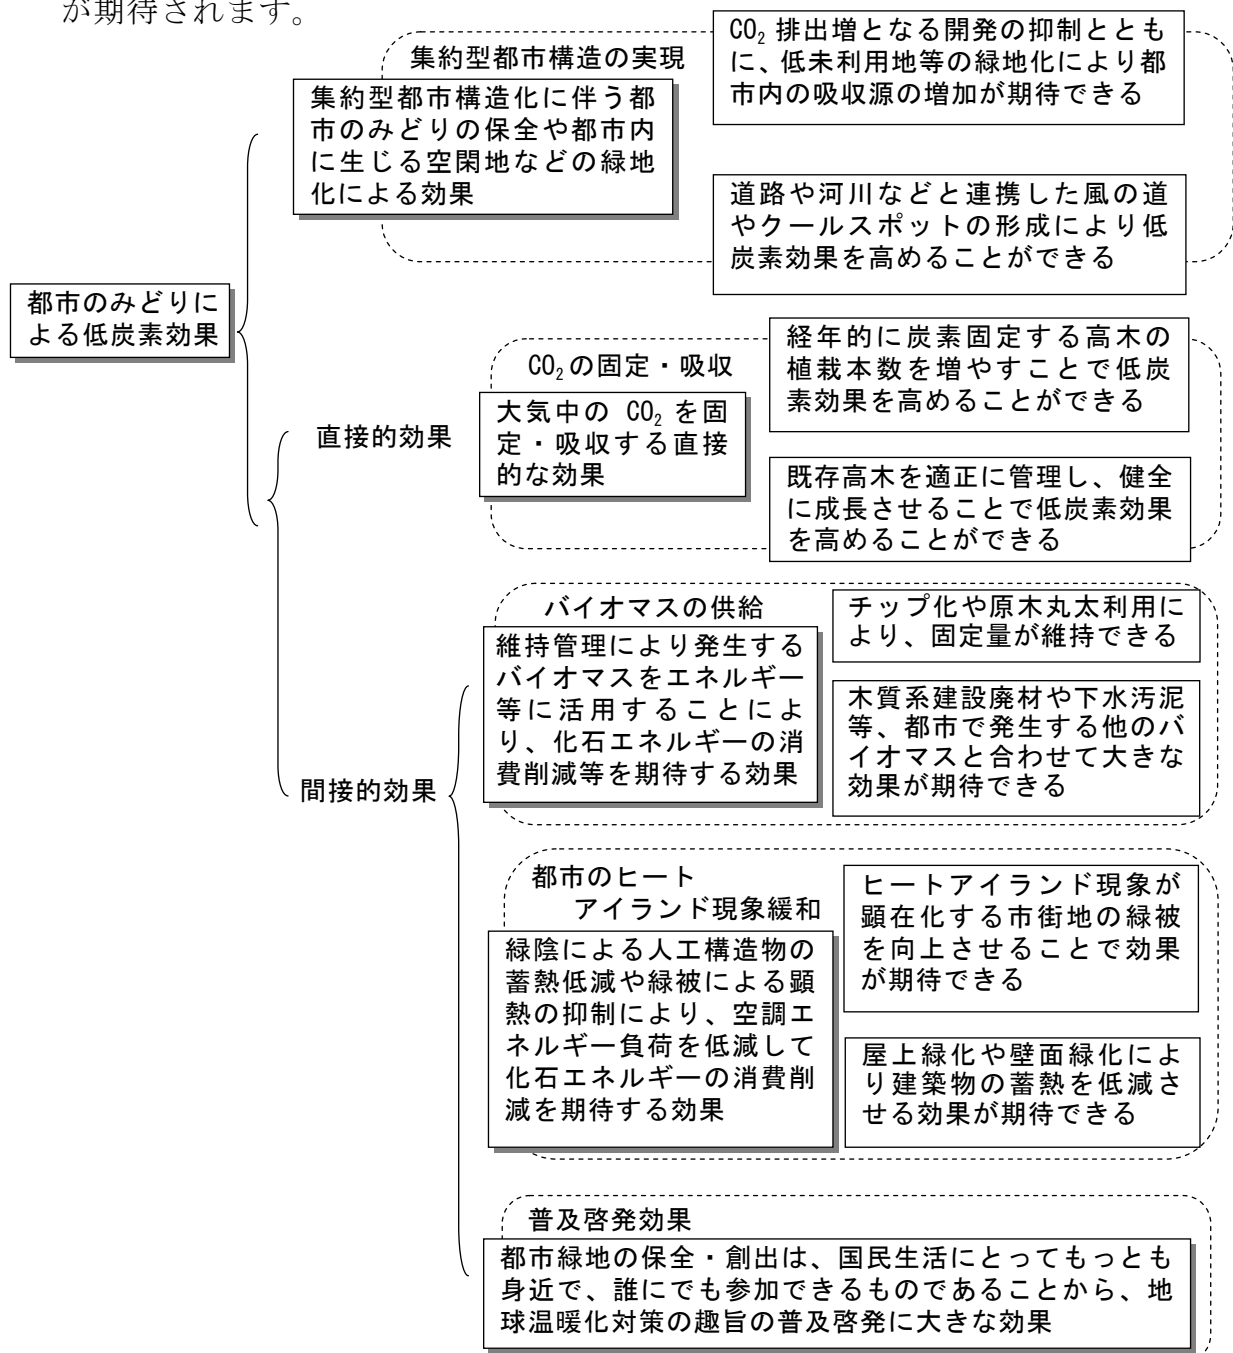 が期待されます。
集約型都市構造の実現
集約型都市構造化に伴う都
市のみどりの保全や都市内
に生じる空閑地などの緑地
化による効果
CO2 排出増となる開発の抑制ととも
に、低未利用地等の緑地化により都
市内の吸収源の増加が期待できる
道路や河川などと連携した風の道
やクールスポットの形成により低
炭素効果を高めることができる
都市のみどりに
よる低炭素効果
直接的効果
CO2の固定・吸収
大気中の CO2 を固
定・吸収する直接
的な効果
経年的に炭素固定する高木の
植栽本数を増やすことで低炭
素効果を高めることができる
既存高木を適正に管理し、健全
に成長させることで低炭素効果
を高めることができる
間接的効果
バイオマスの供給
維持管理により発生する
バイオマスをエネルギー
等に活用することによ
り、化石エネルギーの消
費削減等を期待する効果
チップ化や原木丸太利用に
より、固定量が維持できる
木質系建設廃材や下水汚泥
等、都市で発生する他のバ
イオマスと合わせて大きな
効果が期待できる
都市のヒート
アイランド現象緩和
緑陰による人工構造物の
蓄熱低減や緑被による顕
熱の抑制により、空調エ
ネルギー負荷を低減して
化石エネルギーの消費削
減を期待する効果
ヒートアイランド現象が
顕在化する市街地の緑被
を向上させることで効果
が期待できる
屋上緑化や壁面緑化によ
り建築物の蓄熱を低減さ
せる効果が期待できる
普及啓発効果
都市緑地の保全・創出は、国民生活にとってもっとも
身近で、誰にでも参加できるものであることから、地
球温暖化対策の趣旨の普及啓発に大きな効果